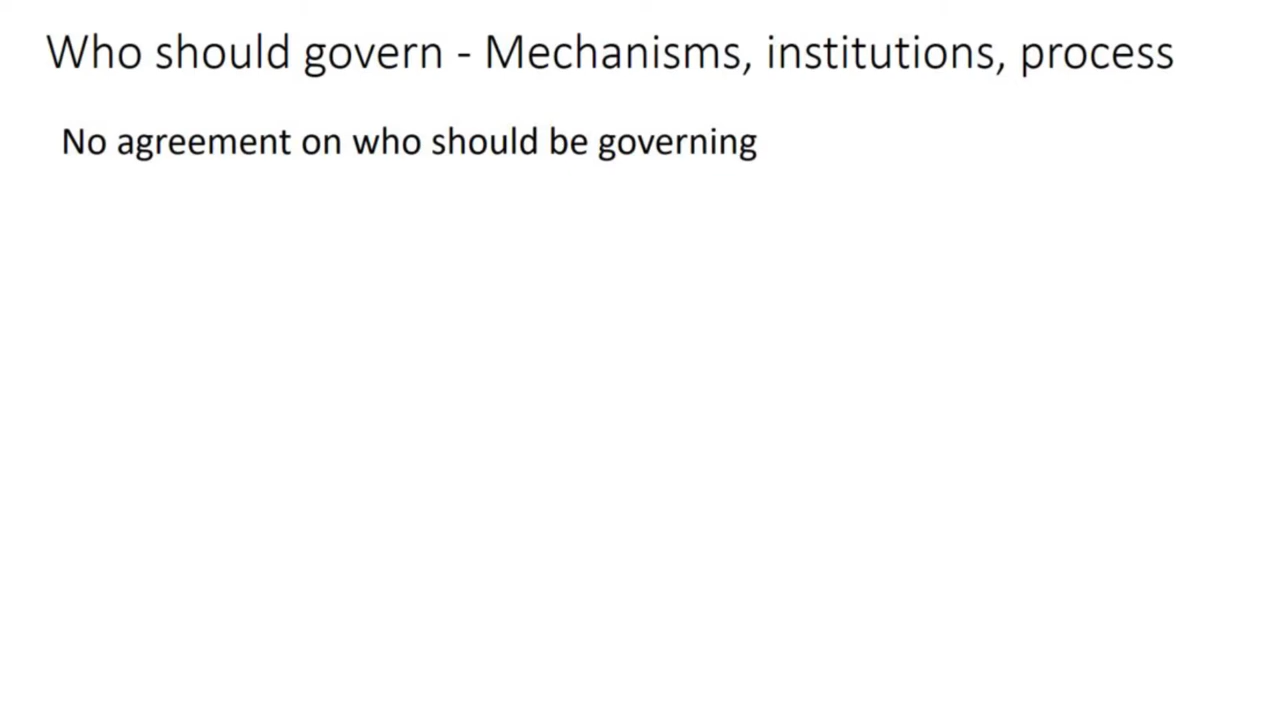 Who should govern - Mechanisms, institutions, process
No agreement on who should be governing